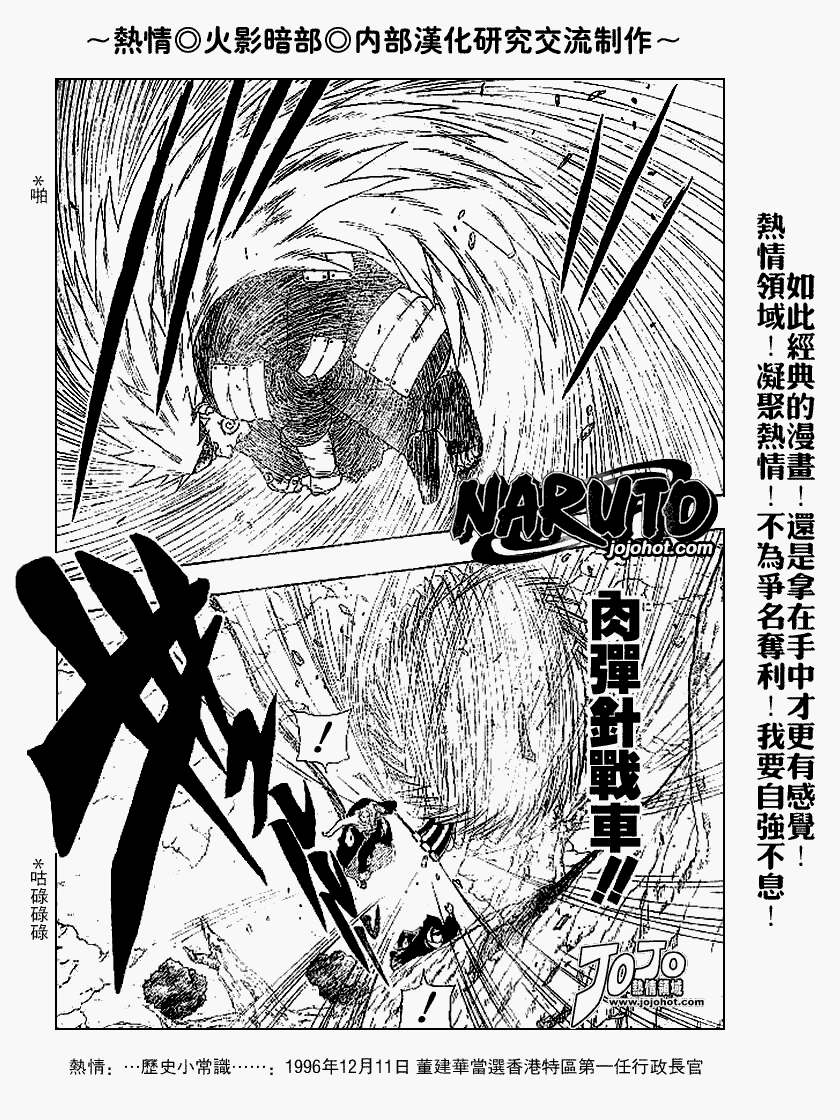 ～熱情◎火影暗部◎内部漢化研究交流制作～
*啪
NARUTO
jojohot.com
肉彈針戰車!!
!
!
*咕碌碌碌
如此經典的漫畫！還是拿在手中才更有感覺！
熱情領域！凝聚熱情！不為爭名奪利！我要自強不息！
JOJO
熱情領域
www.jojohot.com
熱情：…歷史小常識……：1996年12月11日 董建華當選香港特區第一任行政長官